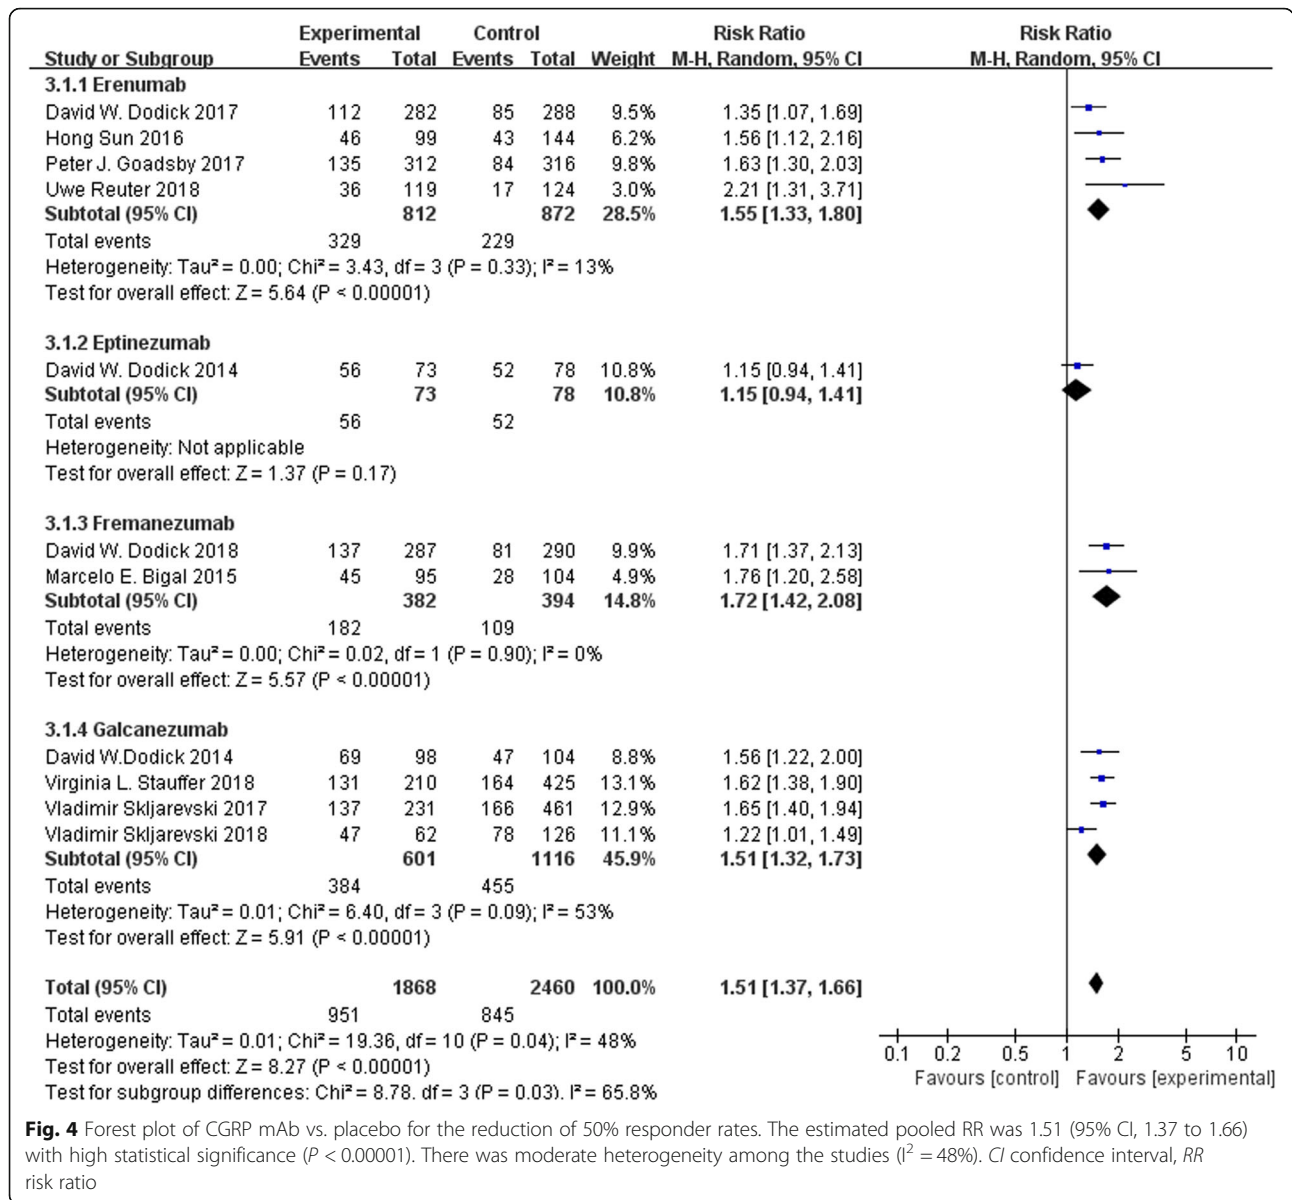 Experimental Control Risk Ratio Risk Ratio
Study or Subgroup Events Total Events Total Weight M-H, Random, 95% CI M-H, Random, 95% CI
3.1.1 Erenumab
David W. Dodick 2017 112 282 85 288 9.5% 1.35 [1.07, 1.69]
Hong Sun 2016 46 99 43 144 6.2% 1.56 [1.12, 2.16]
Peter J. Goadsby 2017 135 312 84 316 9.8% 1.63 [1.30, 2.03]
Uwe Reuter 2018 36 119 17 124 3.0% 2.21 [1.31, 3.71]
Subtotal (95% CI) 812 872 28.5% 1.55 [1.33, 1.80]
Total events 329 229
Heterogeneity: Tau² = 0.00; Chi² = 3.43, df = 3 (P = 0.33); I² = 13%
Test for overall effect: Z = 5.64 (P < 0.00001)
3.1.2 Eptinezumab
David W. Dodick 2014 56 73 52 78 10.8% 1.15 [0.94, 1.41]
Subtotal (95% CI) 73 78 10.8% 1.15 [0.94, 1.41]
Total events 56 52
Heterogeneity: Not applicable
Test for overall effect: Z = 1.37 (P = 0.17)
3.1.3 Fremanezumab
David W. Dodick 2018 137 287 81 290 9.9% 1.71 [1.37, 2.13]
Marcelo E. Bigal 2015 45 95 28 104 4.9% 1.76 [1.20, 2.58]
Subtotal (95% CI) 382 394 14.8% 1.72 [1.42, 2.08]
Total events 182 109
Heterogeneity: Tau² = 0.00; Chi² = 0.02, df = 1 (P = 0.90); I² = 0%
Test for overall effect: Z = 5.57 (P < 0.00001)
3.1.4 Galcanezumab
David W.Dodick 2014 69 98 47 104 8.8% 1.56 [1.22, 2.00]
Virginia L. Stauffer 2018 131 210 164 425 13.1% 1.62 [1.38, 1.90]
Vladimir Skljarevski 2017 137 231 166 461 12.9% 1.65 [1.40, 1.94]
Vladimir Skljarevski 2018 47 62 78 126 11.1% 1.22 [1.01, 1.49]
Subtotal (95% CI) 601 1116 45.9% 1.51 [1.32, 1.73]
Total events 384 455
Heterogeneity: Tau² = 0.01; Chi² = 6.40, df = 3 (P = 0.09); I² = 53%
Test for overall effect: Z = 5.91 (P < 0.00001)
Total (95% CI) 1868 2460 100.0% 1.51 [1.37, 1.66]
Total events 951 845
Heterogeneity: Tau² = 0.01; Chi² = 19.36, df = 10 (P = 0.04); I² = 48%
Test for overall effect: Z = 8.27 (P < 0.00001)
Test for subgroup differences: Chi² = 8.78, df = 3 (P = 0.03), I² = 65.8%
0.1 0.2 0.5 1 2 5 10
Favours [control] Favours [experimental]
Fig. 4 Forest plot of CGRP mAb vs. placebo for the reduction of 50% responder rates. The estimated pooled RR was 1.51 (95% CI, 1.37 to 1.66)
with high statistical significance (P < 0.00001). There was moderate heterogeneity among the studies (I² = 48%). CI confidence interval, RR
risk ratio